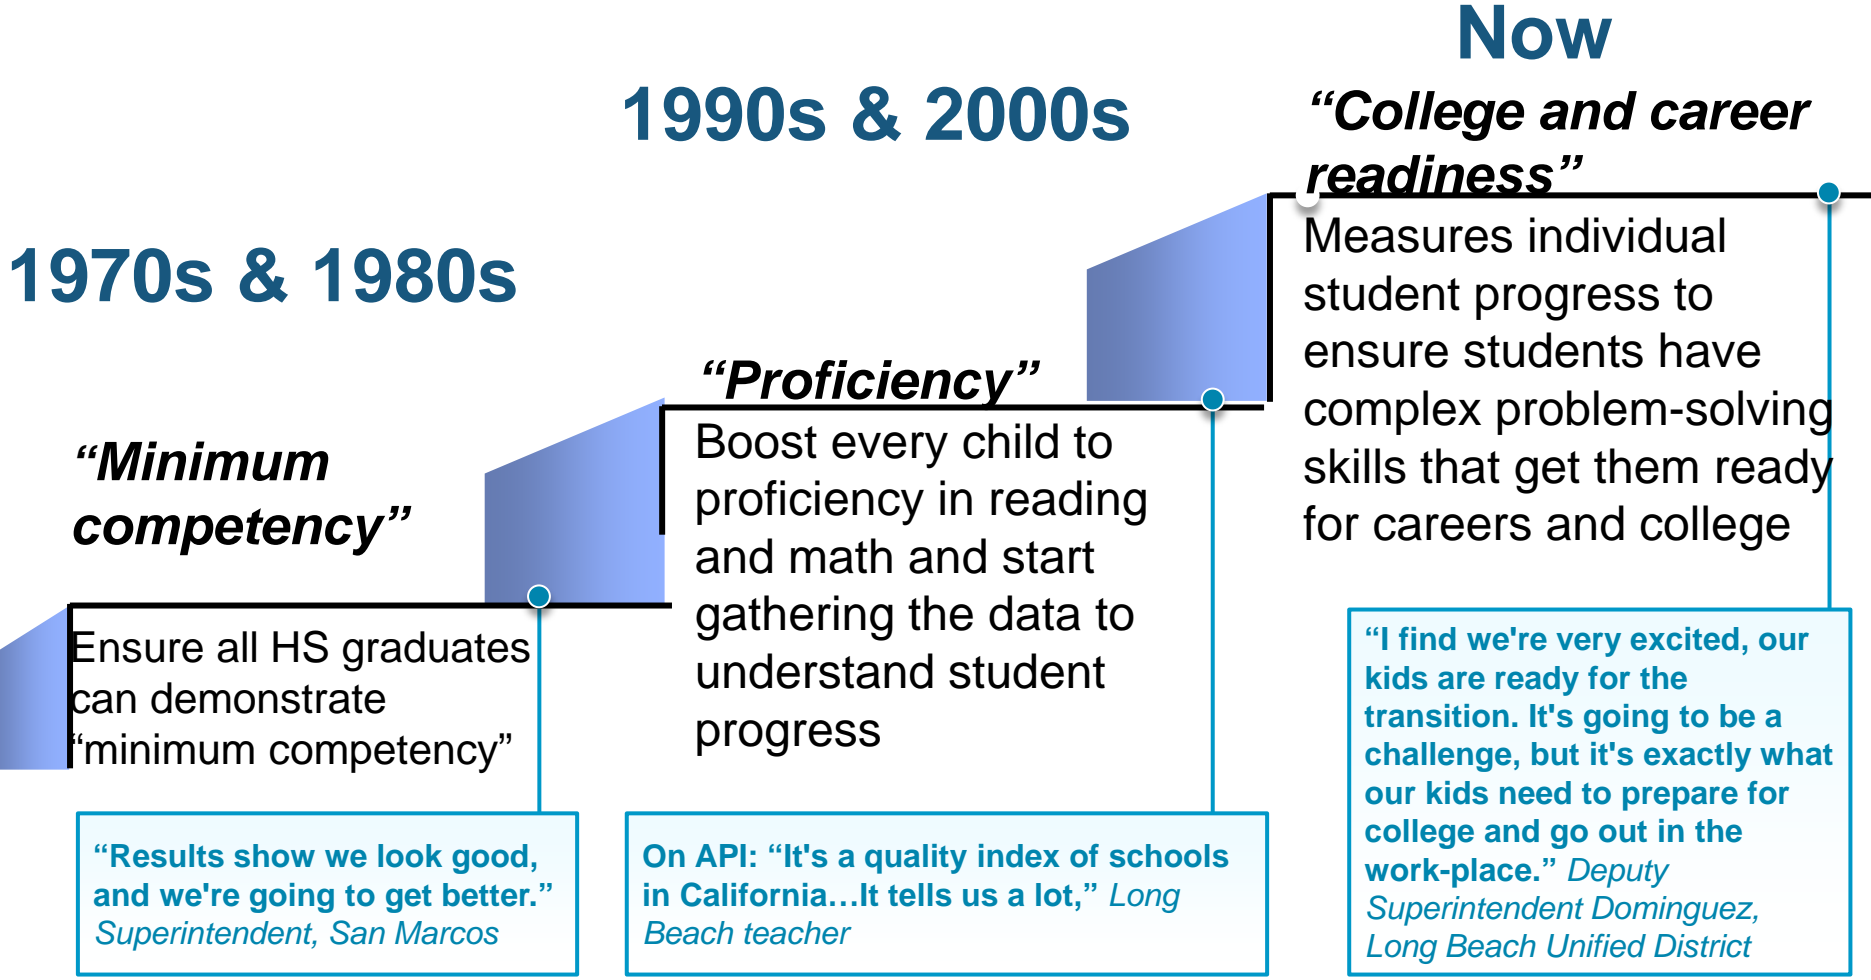 1970s & 1980s
“Minimum
competency”
Ensure all HS graduates
can demonstrate
“minimum competency”
“Results show we look good,
and we're going to get better.”
Superintendent, San Marcos
1990s & 2000s
“Proficiency”
Boost every child to
proficiency in reading
and math and start
gathering the data to
understand student
progress
On API: “It's a quality index of schools
in California…It tells us a lot,” Long
Beach teacher
Now
“College and career
readiness”
Measures individual
student progress to
ensure students have
complex problem-solving
skills that get them ready
for careers and college
“I find we're very excited, our
kids are ready for the
transition. It's going to be a
challenge, but it's exactly what
our kids need to prepare for
college and go out in the
work-place.” Deputy
Superintendent Dominguez,
Long Beach Unified District